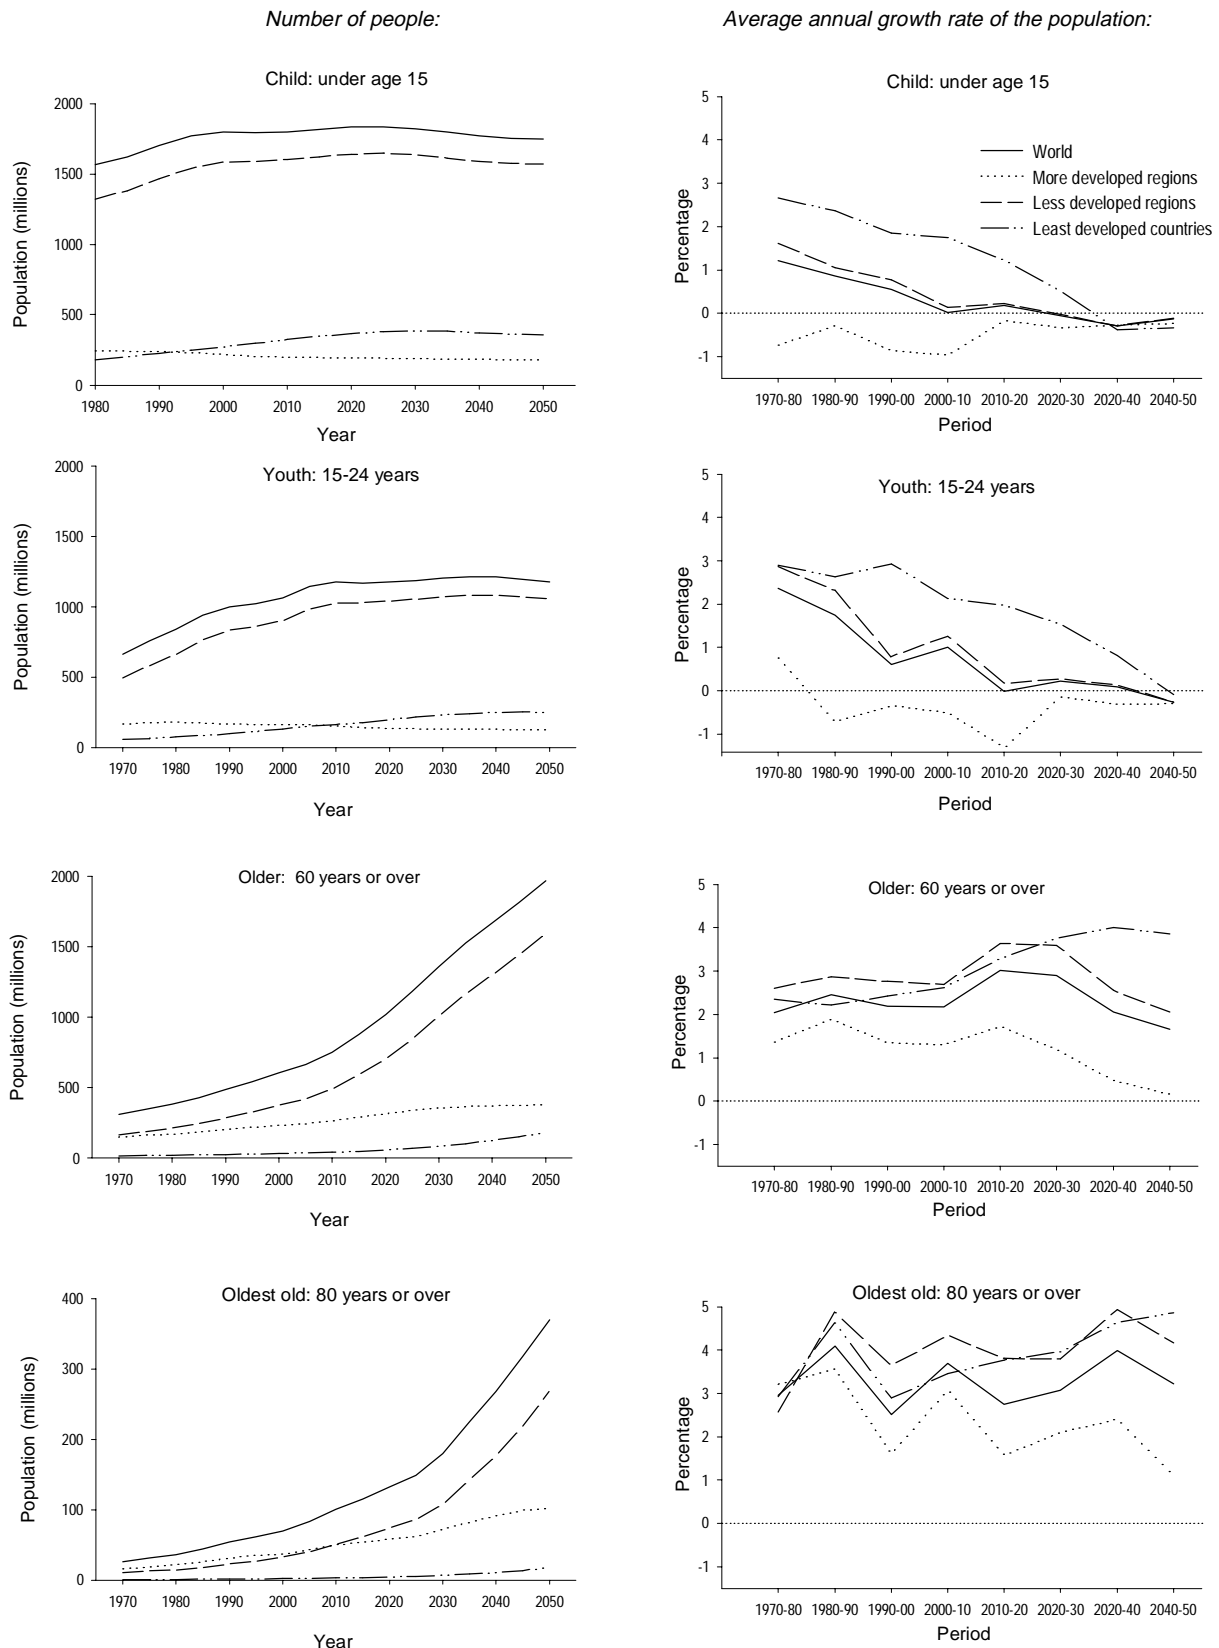 Number of people:
Average annual growth rate of the population:
Child: under age 15
Population (millions)
2000
1500
1000
500
0
1980 1990 2000 2010 2020 2030 2040 2050
Year
Child: under age 15
Percentage
5
4
3
2
1
0
-1
World
More developed regions
Less developed regions
Least developed countries
1970-80 1980-90 1990-00 2000-10 2010-20 2020-30 2020-40 2040-50
Period
Youth: 15-24 years
Population (millions)
2000
1500
1000
500
0
1970 1980 1990 2000 2010 2020 2030 2040 2050
Year
Youth: 15-24 years
Percentage
5
4
3
2
1
0
-1
1970-80 1980-90 1990-00 2000-10 2010-20 2020-30 2020-40 2040-50
Period
Older: 60 years or over
Population (millions)
2000
1500
1000
500
0
1970 1980 1990 2000 2010 2020 2030 2040 2050
Year
Older: 60 years or over
Percentage
5
4
3
2
1
0
-1
1970-80 1980-90 1990-00 2000-10 2010-20 2020-30 2020-40 2040-50
Period
Oldest old: 80 years or over
Population (millions)
400
300
200
100
0
1970 1980 1990 2000 2010 2020 2030 2040 2050
Year
Oldest old: 80 years or over
Percentage
5
4
3
2
1
0
-1
1970-80 1980-90 1990-00 2000-10 2010-20 2020-30 2020-40 2040-50
Period